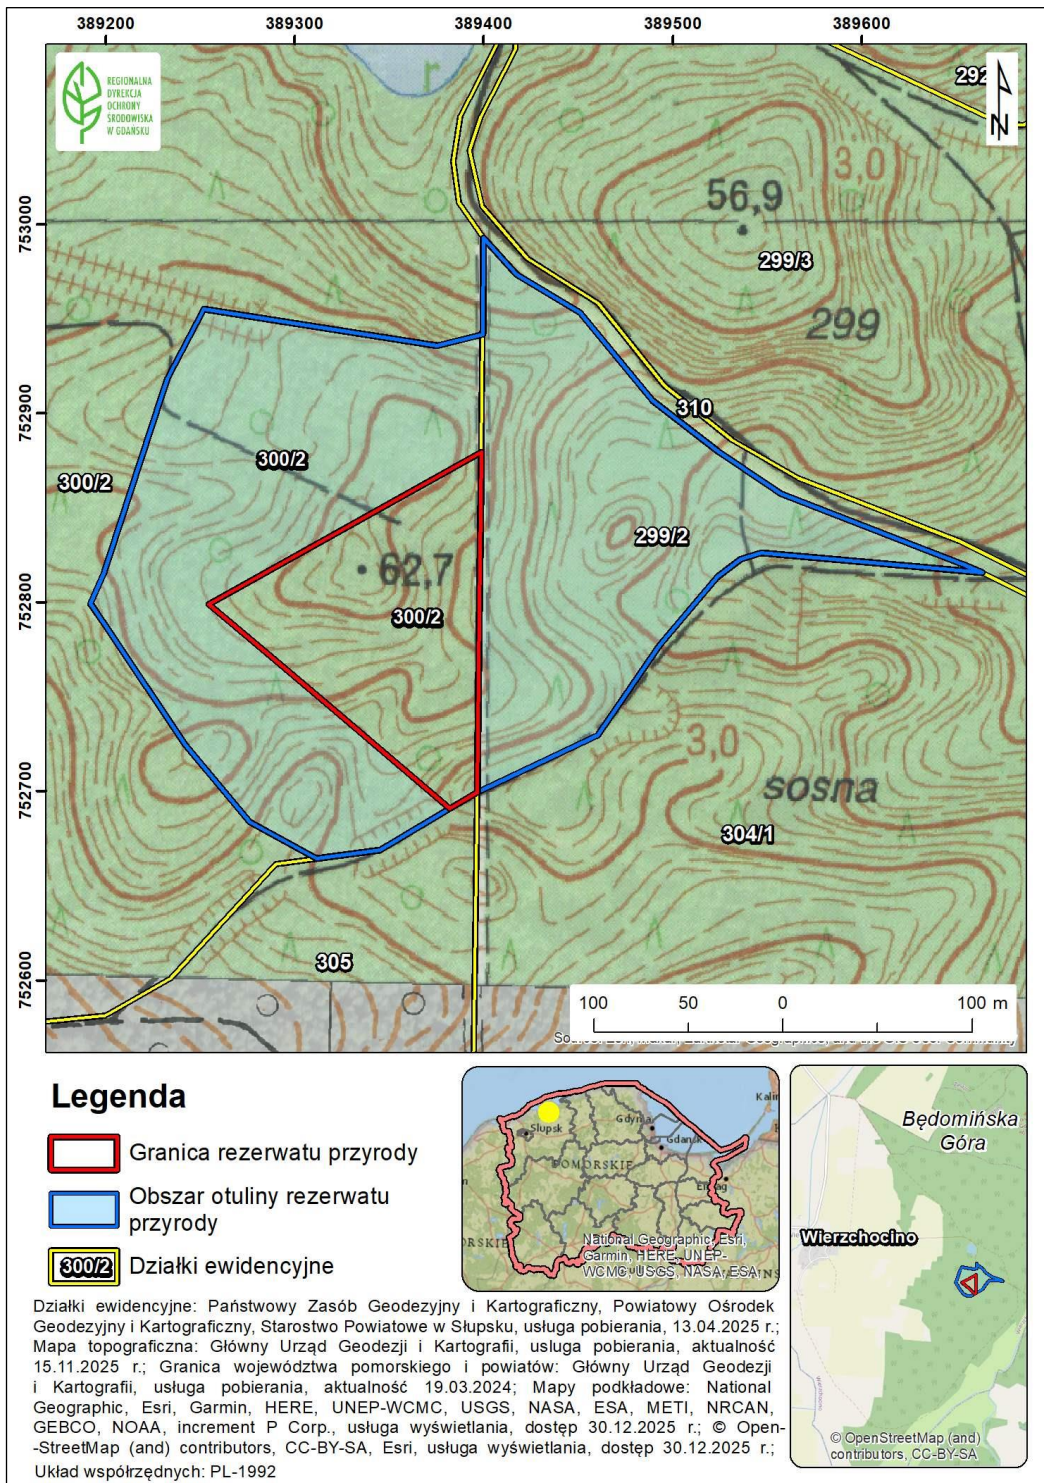 389200 389300 389400 389500 389600
REGIONALNA
DYREKCJA
OCHRONY
ŚRODOWISKA
W GDAŃSKU
r
292
N
753000
56,9
3,0
299/3
299
752900
310
300/2
300/2
299/2
752800
62,7
300/2
3,0
752700
sosna
304/1
752600
305
100 50 0 100 m
Legenda
Granica rezerwatu przyrody
Obszar otuliny rezerwatu
przyrody
300/2 Działki ewidencyjne
Słupsk
Gdynia
Gdańsk
Kalin
POMORSKIE
National Geographic, Esri,
Garmin, HERE, UNEP-
WCMC, USGS, NASA, ESA,
Będomińska
Góra
Wierzchocino
© OpenStreetMap (and)
contributors, CC-BY-SA
Działki ewidencyjne: Państwowy Zasób Geodezyjny i Kartograficzny, Powiatowy Ośrodek
Geodezyjny i Kartograficzny, Starostwo Powiatowe w Słupsku, usługa pobierania, 13.04.2025 r.;
Mapa topograficzna: Główny Urząd Geodezji i Kartografii, usluga pobierania, aktualność
15.11.2025 r.; Granica województwa pomorskiego i powiatów: Główny Urząd Geodezji
i Kartografii, usługa pobierania, aktualność 19.03.2024; Mapy podkładowe: National
Geographic, Esri, Garmin, HERE, UNEP-WCMC, USGS, NASA, ESA, METI, NRCAN,
GEBCO, NOAA, increment P Corp., usługa wyświetlania, dostęp 30.12.2025 r.; © Open-
-StreetMap (and) contributors, CC-BY-SA, Esri, usługa wyświetlania, dostęp 30.12.2025 r.;
Układ współrzędnych: PL-1992